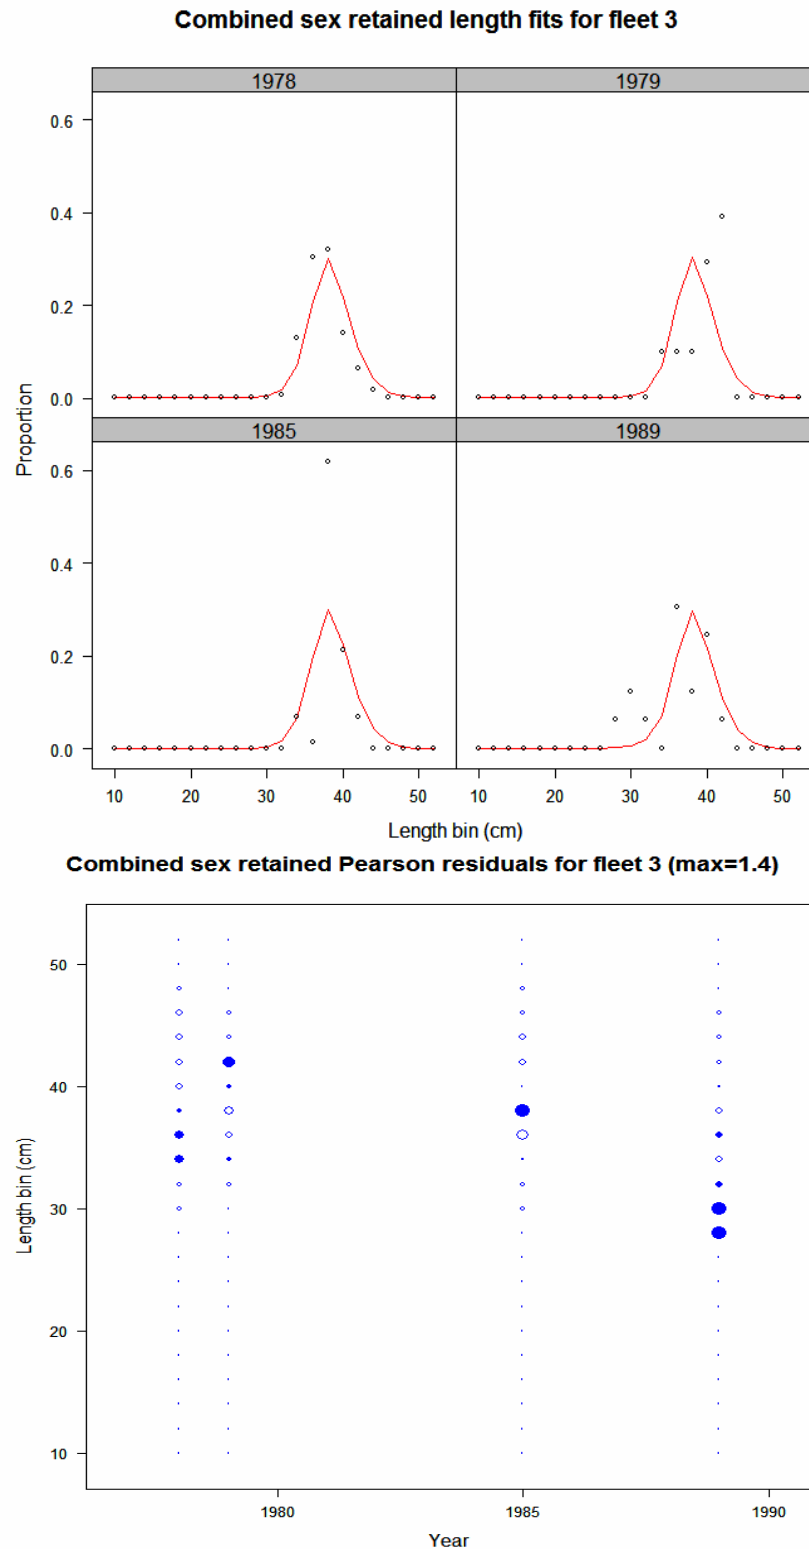 Combined sex retained length fits for fleet 3
1978 1979
0.6
0.4
0.2
0.0
1985 1989
0.6
0.4
0.2
0.0
Proportion
10 20 30 40 50 10 20 30 40 50
Length bin (cm)
Combined sex retained Pearson residuals for fleet 3 (max=1.4)
50
40
30
20
10
Length bin (cm)
1980 1985 1990
Year